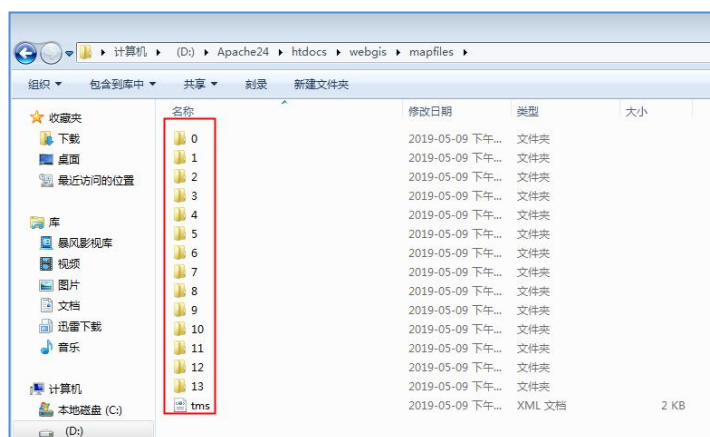 计算机 (D:) Apache24 htdocs webgis mapfiles
组织 包含到库中 共享 刻录 新建文件夹
名称 修改日期 类型 大小
收藏夹
下载
桌面
最近访问的位置
库
暴风影视库
视频
图片
文档
迅雷下载
音乐
计算机
本地磁盘 (C:)
(D:)
0 2019-05-09 下午... 文件夹
1 2019-05-09 下午... 文件夹
2 2019-05-09 下午... 文件夹
3 2019-05-09 下午... 文件夹
4 2019-05-09 下午... 文件夹
5 2019-05-09 下午... 文件夹
6 2019-05-09 下午... 文件夹
7 2019-05-09 下午... 文件夹
8 2019-05-09 下午... 文件夹
9 2019-05-09 下午... 文件夹
10 2019-05-09 下午... 文件夹
11 2019-05-09 下午... 文件夹
12 2019-05-09 下午... 文件夹
13 2019-05-09 下午... 文件夹
tms 2019-05-09 下午... XML 文档 2 KB